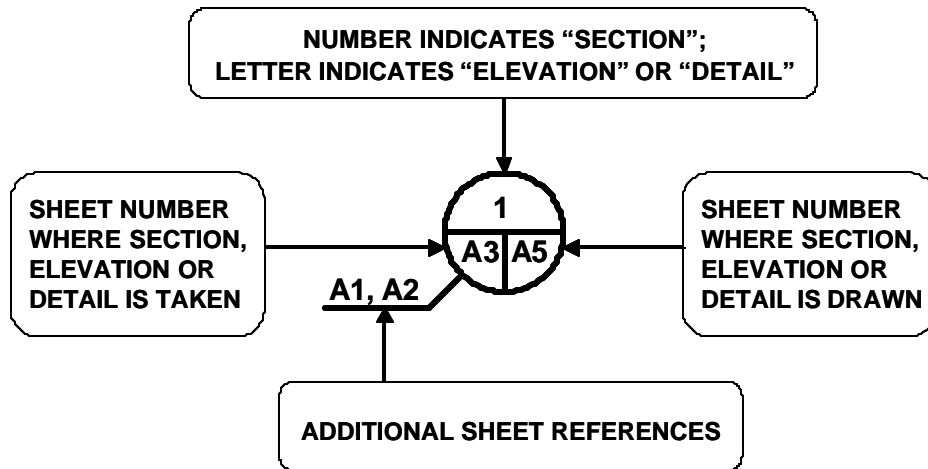 NUMBER INDICATES “SECTION”;
LETTER INDICATES “ELEVATION” OR “DETAIL”
SHEET NUMBER
WHERE SECTION,
ELEVATION OR
DETAIL IS TAKEN
1
A3 A5
A1, A2
SHEET NUMBER
WHERE SECTION,
ELEVATION OR
DETAIL IS DRAWN
ADDITIONAL SHEET REFERENCES